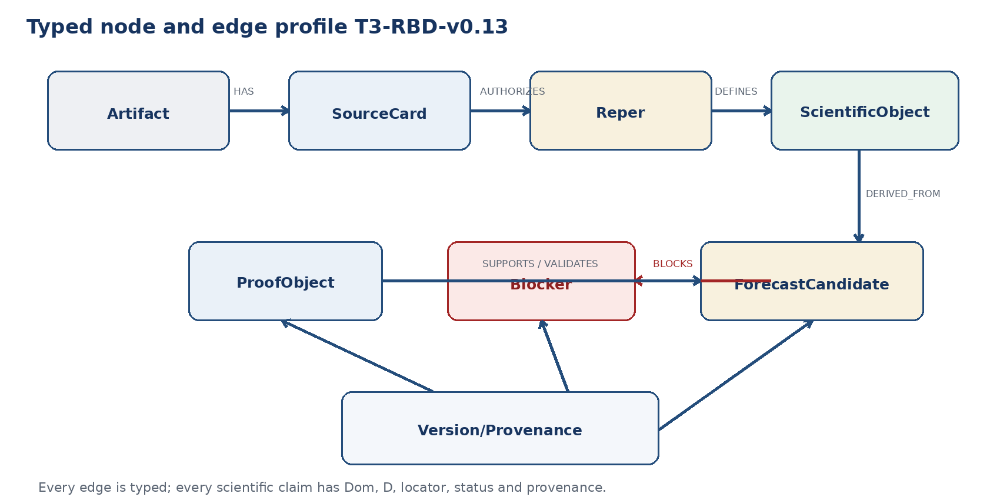 Typed node and edge profile T3-RBD-v0.13
HAS
AUTHORIZES
DEFINES
Artifact
SourceCard
Reper
ScientificObject
DERIVED_FROM
SUPPORTS / VALIDATES
BLOCKS
ProofObject
Blocker
ForecastCandidate
Version/Provenance
Every edge is typed; every scientific claim has Dom, D, locator, status and provenance.